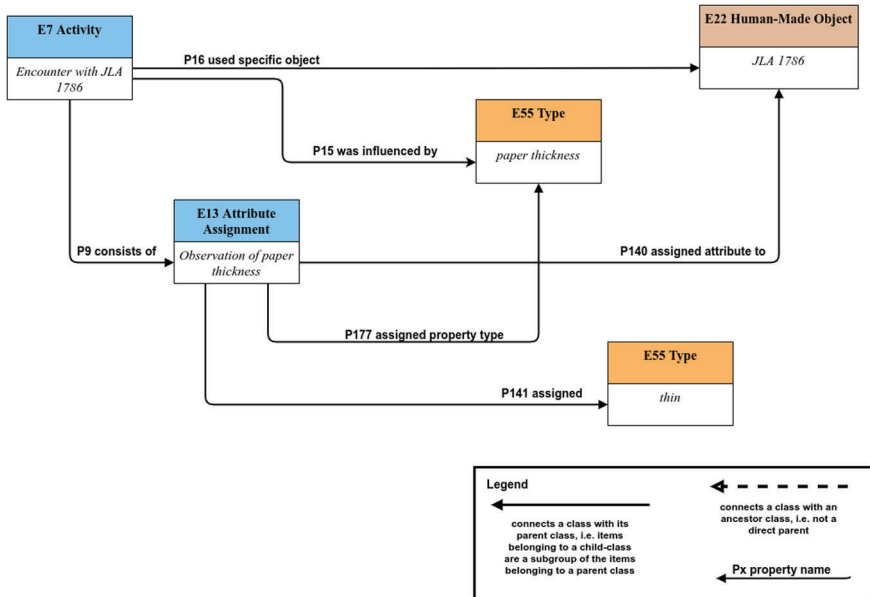 E7 Activity
Encounter with JLA
1786
P16 used specific object
E22 Human-Made Object
JLA 1786
E55 Type
paper thickness
P15 was influenced by
E13 Attribute
Assignment
Observation of paper
thickness
P9 consists of
P140 assigned attribute to
P177 assigned property type
E55 Type
thin
P141 assigned
Legend
connects a class with its
parent class, i.e. items
belonging to a child-class
are a subgroup of the items
belonging to a parent class
connects a class with an
ancestor class, i.e. not a
direct parent
Px property name